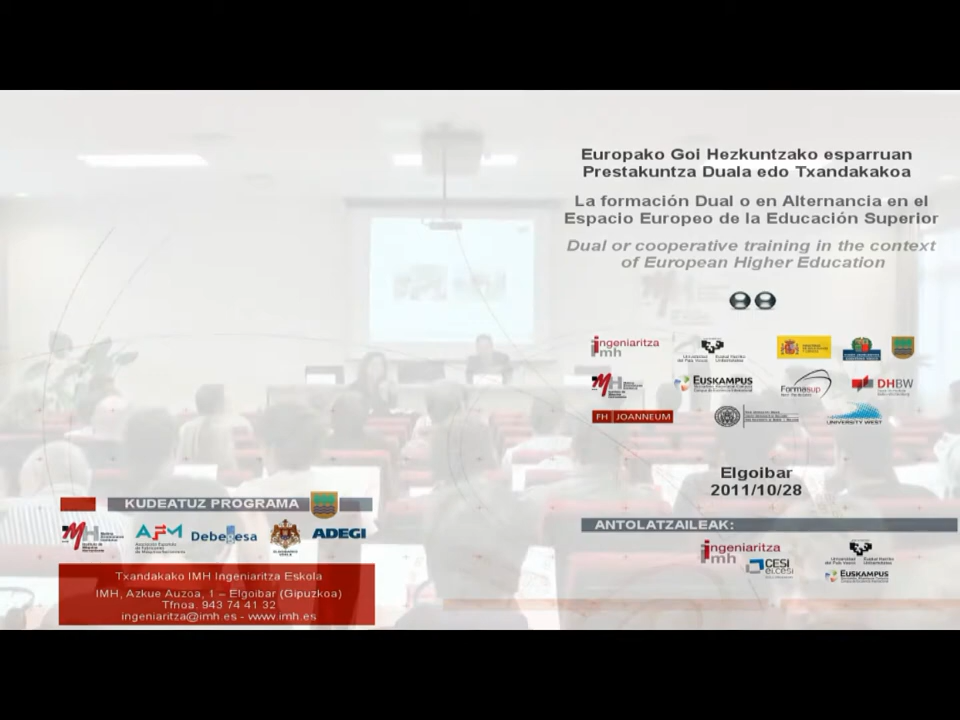 Europako Goi Hezkuntzako esparruan
Prestakuntza Duala edo Txandakakoa
La formación Dual o en Alternancia en el
Espacio Europeo de la Educación Superior
Dual or cooperative training in the context
of European Higher Education
ingeniaritza
imh
EUSKAMPUS
Formasup
DHBW
FH JOANNEUM
UNIVERSITY WEST
Elgoibar
2011/10/28
ANTOLATZAILEAK:
ingeniaritza
imh
CESI
elCESI
EUSKAMPUS
KUDEATUZ PROGRAMA
AFM
Debegesa
ADEGI
Txandakako IMH Ingeniaritza Eskola
IMH, Azkue Auzoa, 1 – Elgoibar (Gipuzkoa)
Tfnoa. 943 74 41 32
ingeniaritza@imh.es - www.imh.es